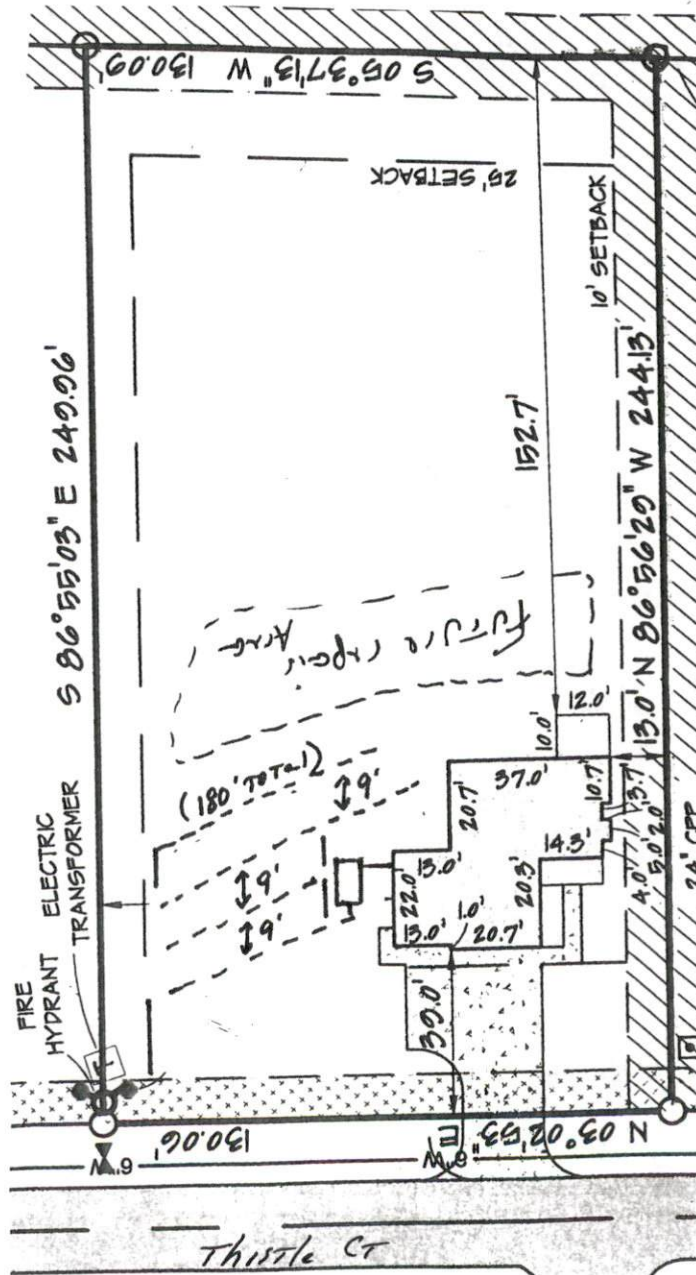 S 05°37'13" W 130.09'
25' SETBACK
10' SETBACK
S 86°55'03" E 249.96'
152.7'
N 86°56'29" W 244.13'
13.0'
Future repair
Area
(180' TOTAL)
9'
9'
9'
FIRE
HYDRANT
ELECTRIC
TRANSFORMER
12.0'
10.0'
37.0'
10.7'
3.7'
20.7'
14.3'
2.0'
5.0'
4.0'
13.0'
22.0'
20.3'
1.0'
13.0'
20.7'
39.0'
130.06'
N 03°02'53"
Thistle CT